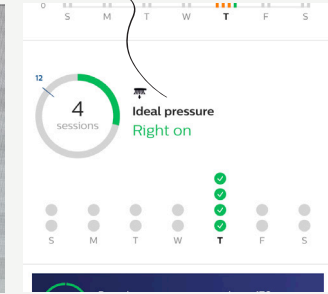 0
S M T W T F S
12
4
sessions
Ideal pressure
Right on
S M T W T F S